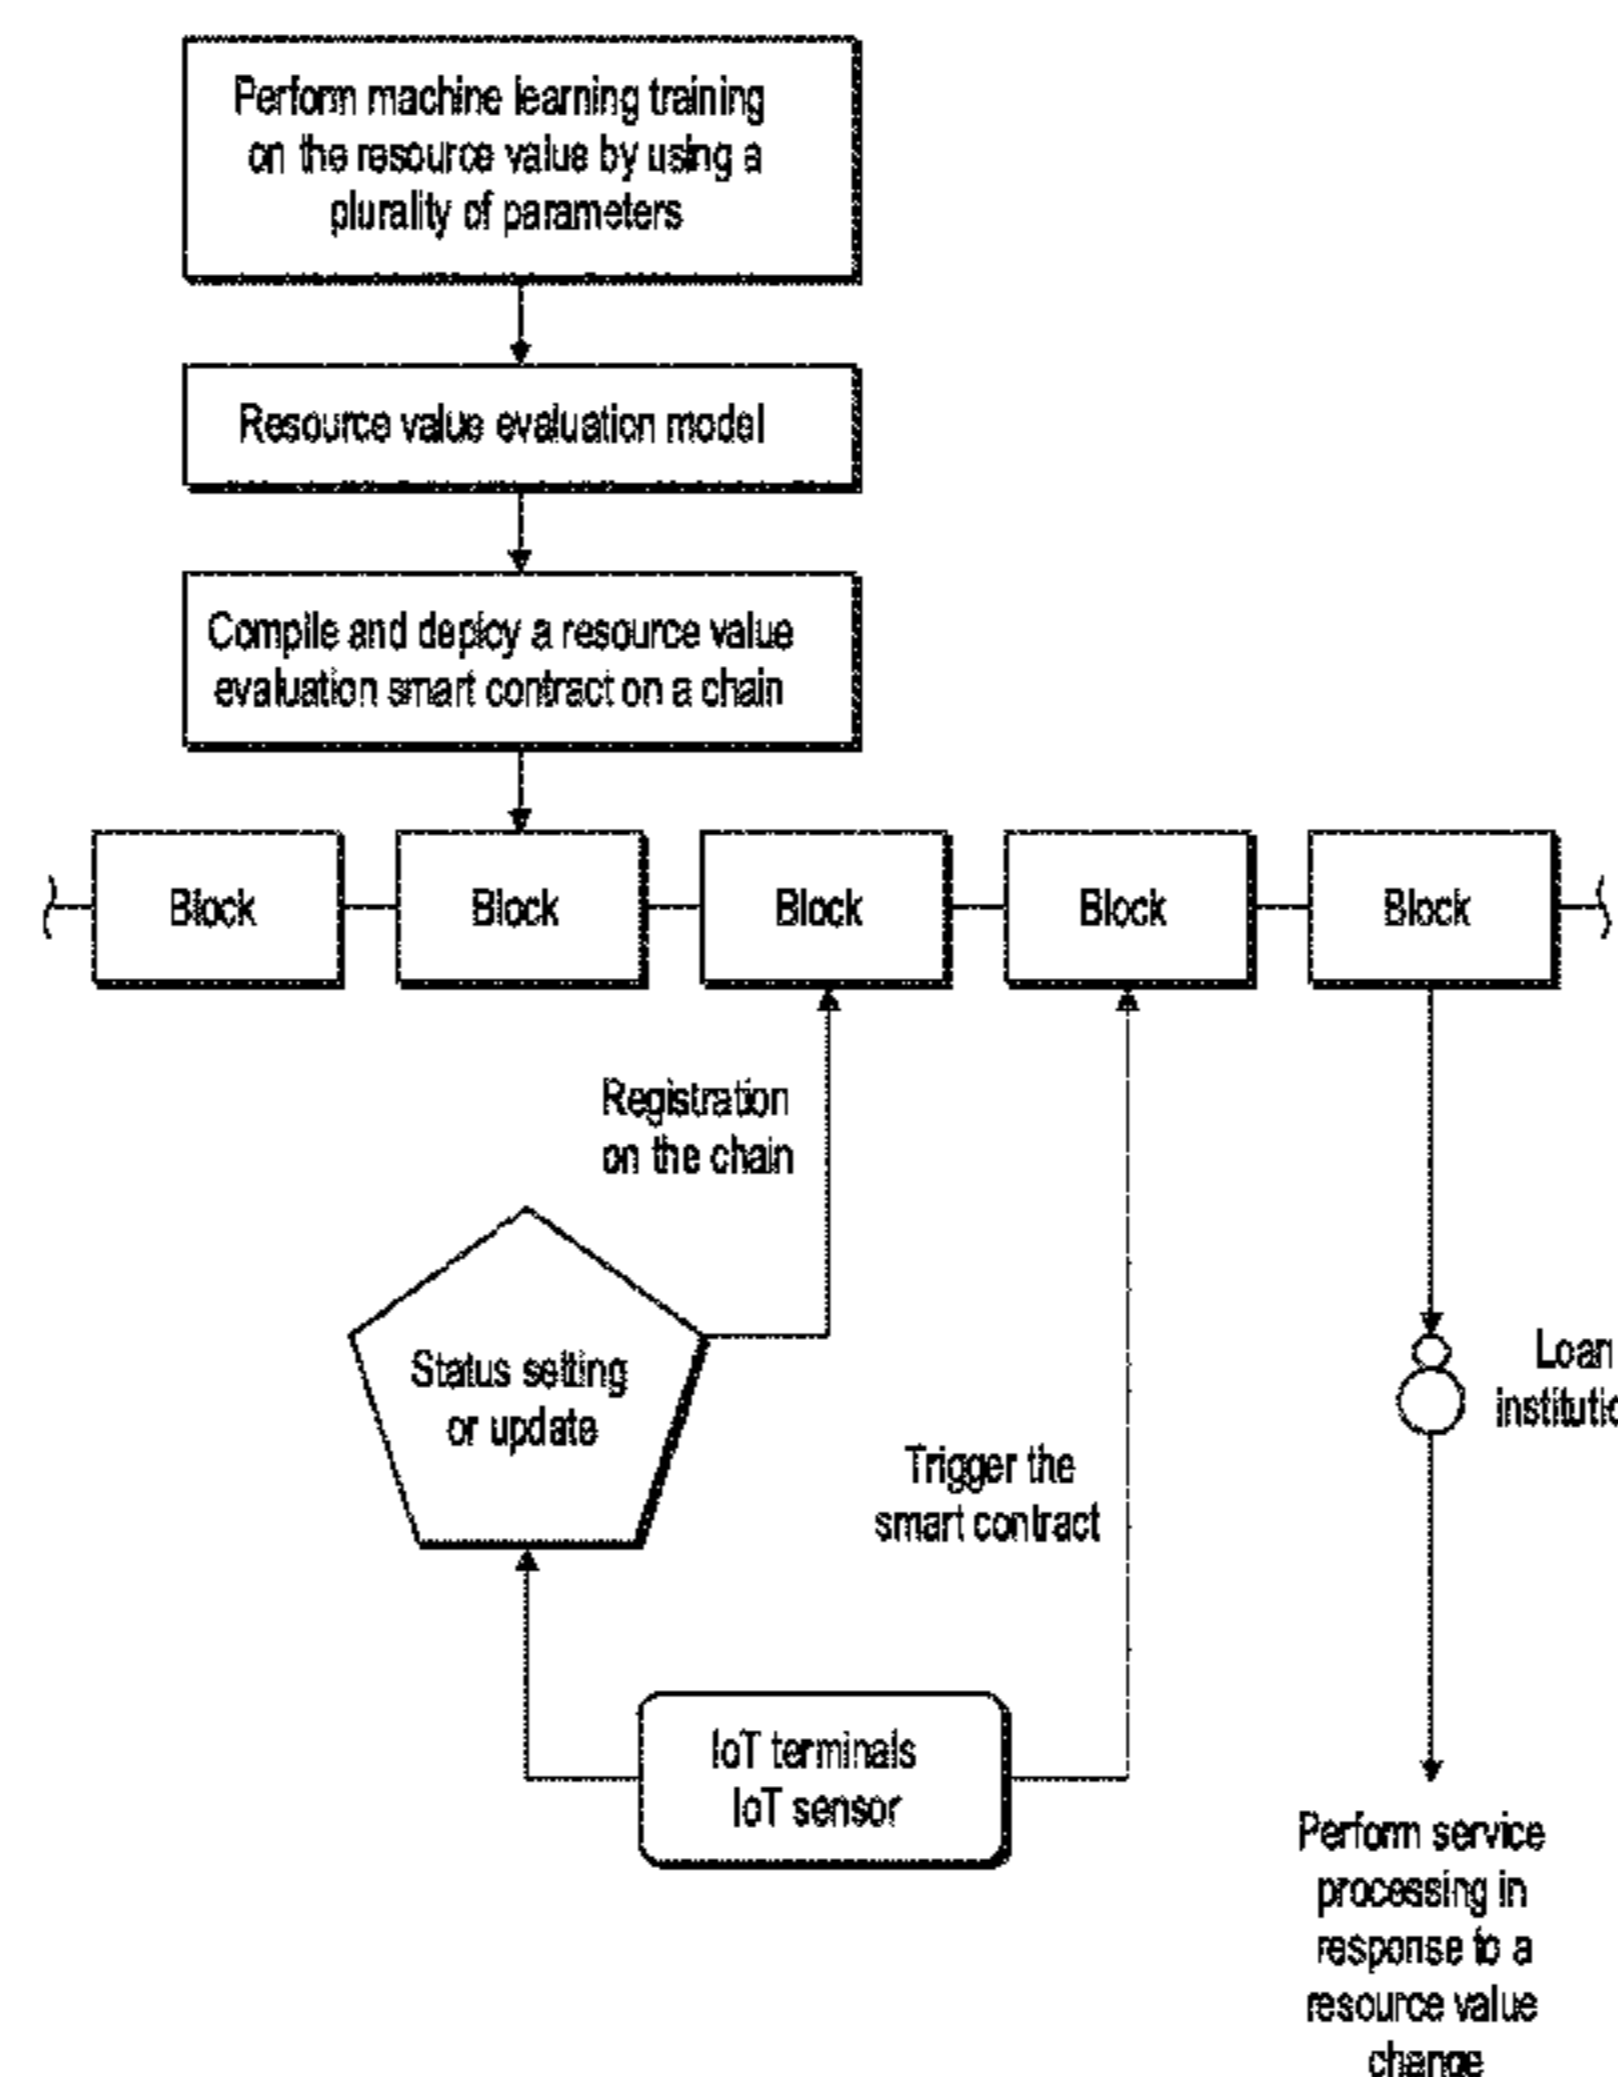 Perform machine learning training
on the resource value by using a
plurality of parameters
Resource value evaluation model
Compile and deploy a resource value
evaluation smart contract on a chain
Block
Block
Block
Block
Block
Registration
on the chain
Status setting
or update
Loan
Trigger the
smart contract
IoT terminals
IoT sensor
Perform service
processing in
response to a
resource value
change